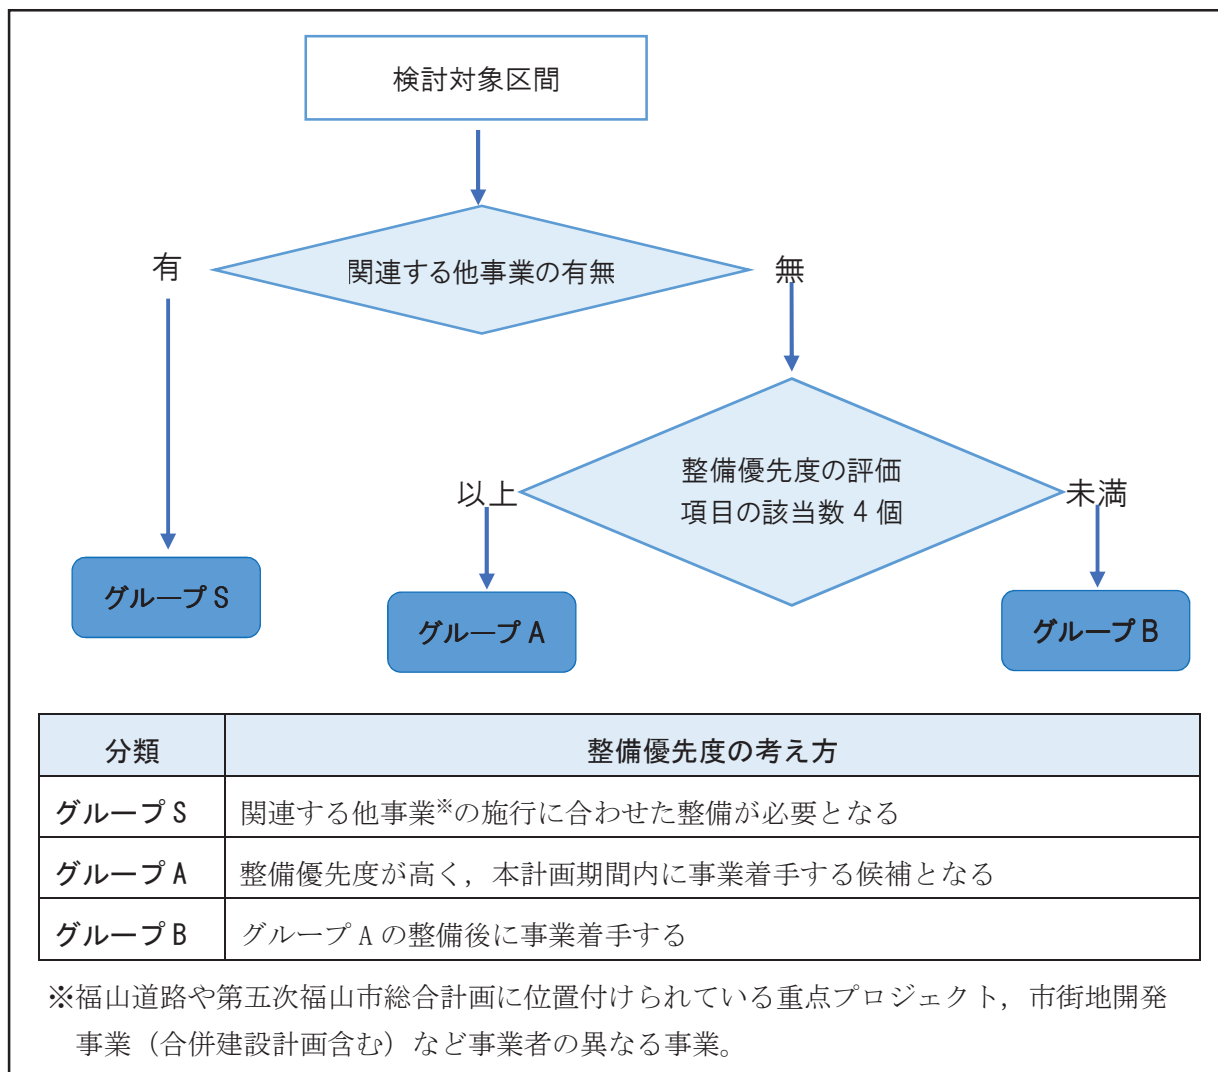 検討対象区間
関連する他事業の有無
有
無
整備優先度の評価
項目の該当数 4 個
以上
未満
グループ S
グループ A
グループ B
分類 整備優先度の考え方
グループ S 関連する他事業※の施行に合わせた整備が必要となる
グループ A 整備優先度が高く，本計画期間内に事業着手する候補となる
グループ B グループ A の整備後に事業着手する
※福山道路や第五次福山市総合計画に位置付けられている重点プロジェクト，市街地開発
事業（合併建設計画含む）など事業者の異なる事業。